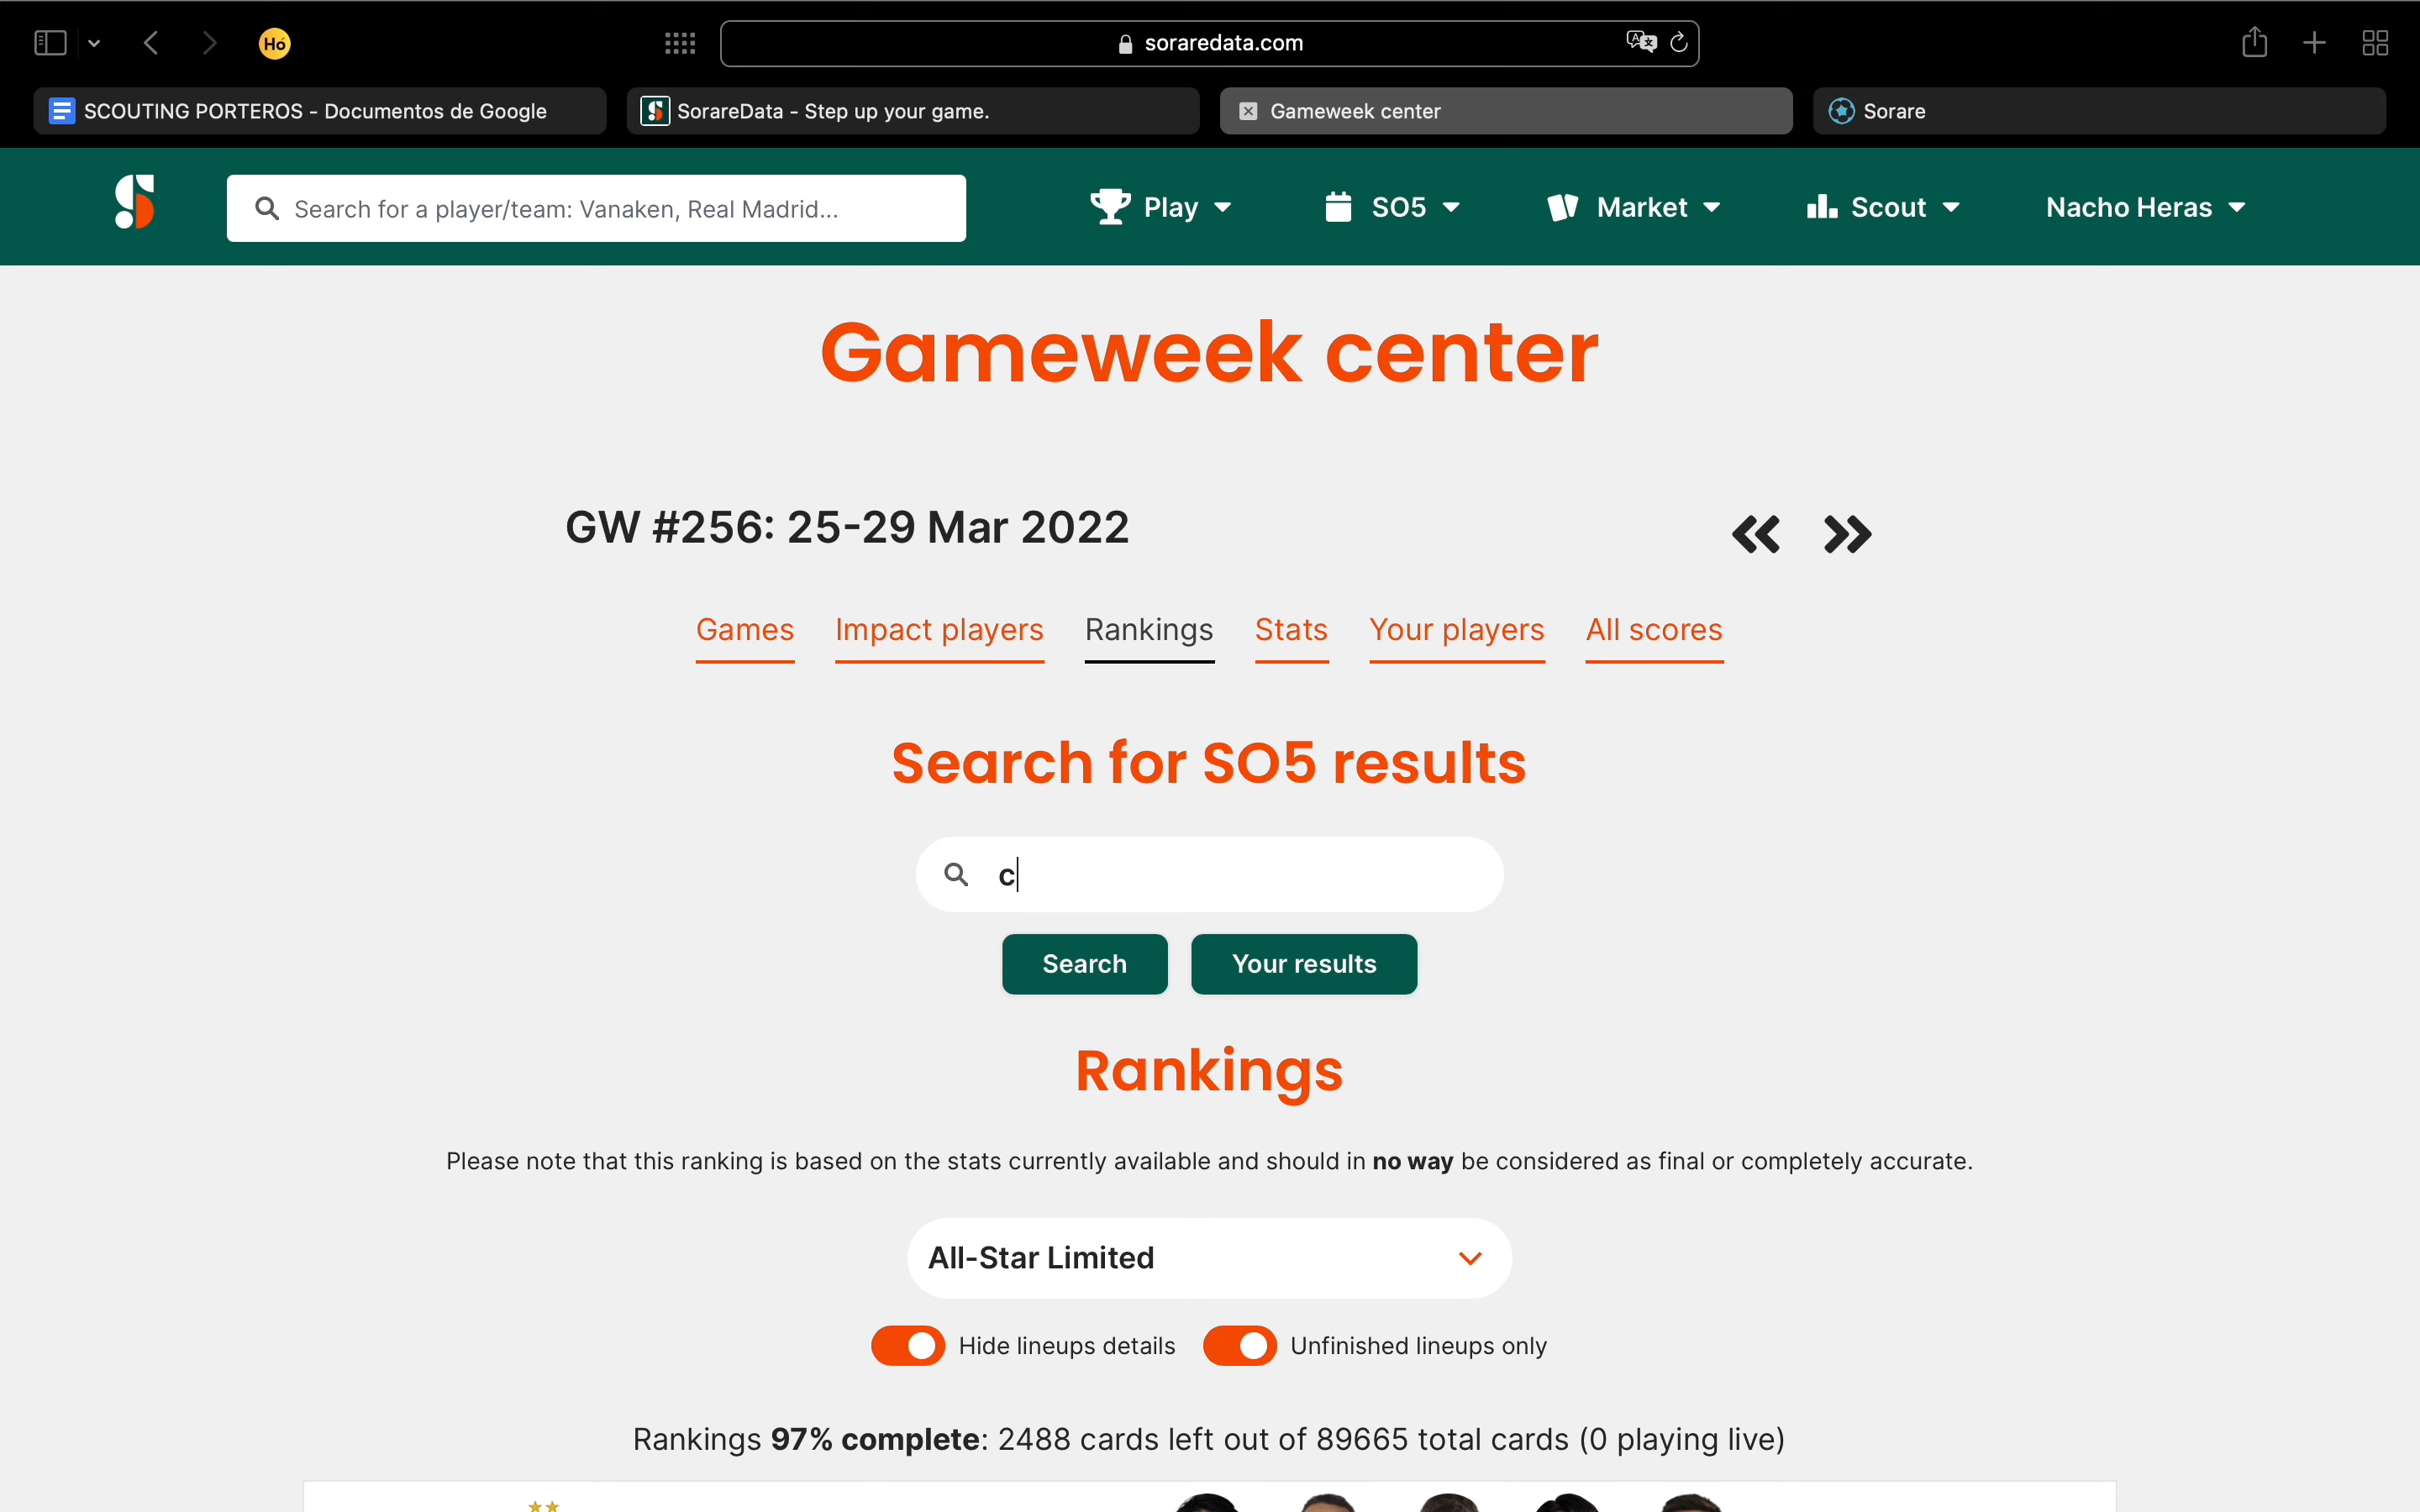 Hó
soraredata.com
SCOUTING PORTEROS - Documentos de Google
SorareData - Step up your game.
Gameweek center
Sorare
Search for a player/team: Vanaken, Real Madrid...
Play
SO5
Market
Scout
Nacho Heras
Gameweek center
GW #256: 25-29 Mar 2022
Games
Impact players
Rankings
Stats
Your players
All scores
Search for SO5 results
c
Search
Your results
Rankings
Please note that this ranking is based on the stats currently available and should in no way be considered as final or completely accurate.
All-Star Limited
Hide lineups details
Unfinished lineups only
Rankings 97% complete: 2488 cards left out of 89665 total cards (0 playing live)